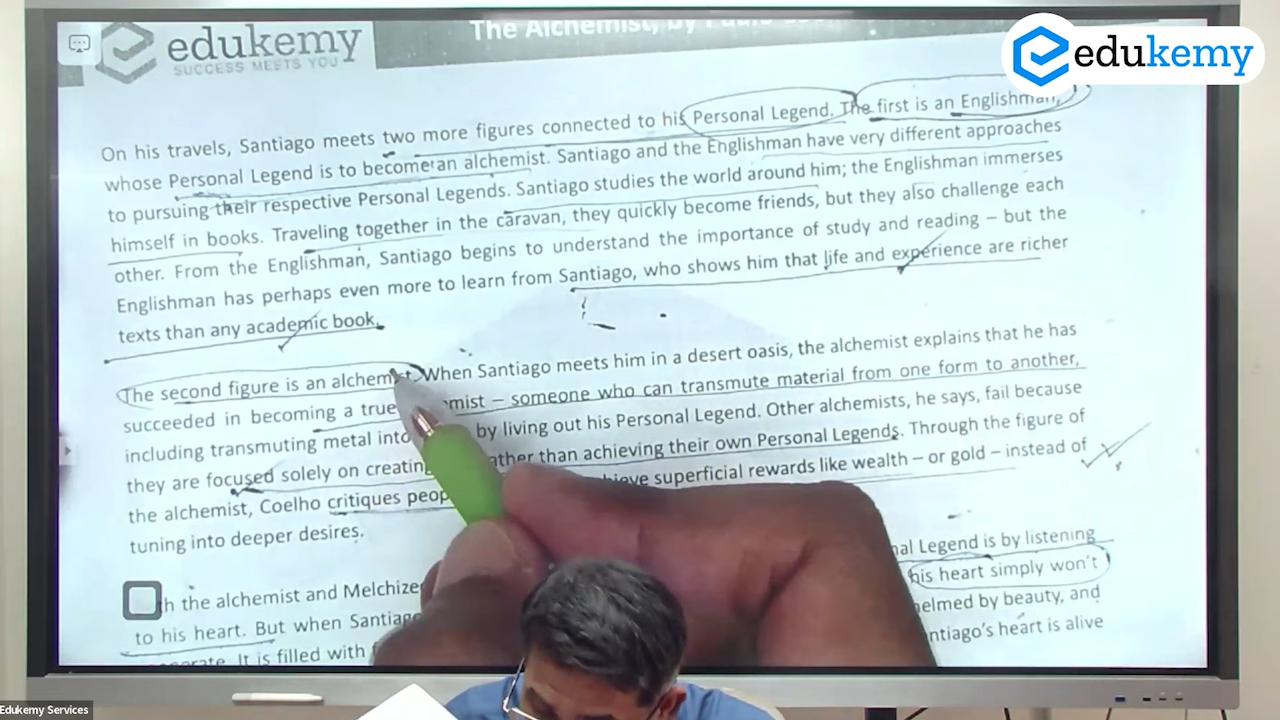 edukemy
SUCCESS MEETS YOU
The Alchemist, by
edukemy
On his travels, Santiago meets two more figures connected to his Personal Legend. The first is an Englishman,
whose Personal Legend is to become an alchemist. Santiago and the Englishman have very different approaches
to pursuing their respective Personal Legends. Santiago studies the world around him; the Englishman immerses
himself in books. Traveling together in the caravan, they quickly become friends, but they also challenge each
other. From the Englishman, Santiago begins to understand the importance of study and reading – but the
Englishman has perhaps even more to learn from Santiago, who shows him that life and experience are richer
texts than any academic book.
The second figure is an alchemist. When Santiago meets him in a desert oasis, the alchemist explains that he has
succeeded in becoming a true mist – someone who can transmute material from one form to another,
including transmuting metal into by living out his Personal Legend. Other alchemists, he says, fail because
they are focused solely on creating ather than achieving their own Personal Legends. Through the figure of
the alchemist, Coelho critiques peop superficial rewards like wealth – or gold – instead of
tuning into deeper desires.
th the alchemist and Melchize nal Legend is by listening
to his heart. But when Santiago his heart simply won't
It is filled with helmed by beauty, and
ntiago's heart is alive
Edukemy Services